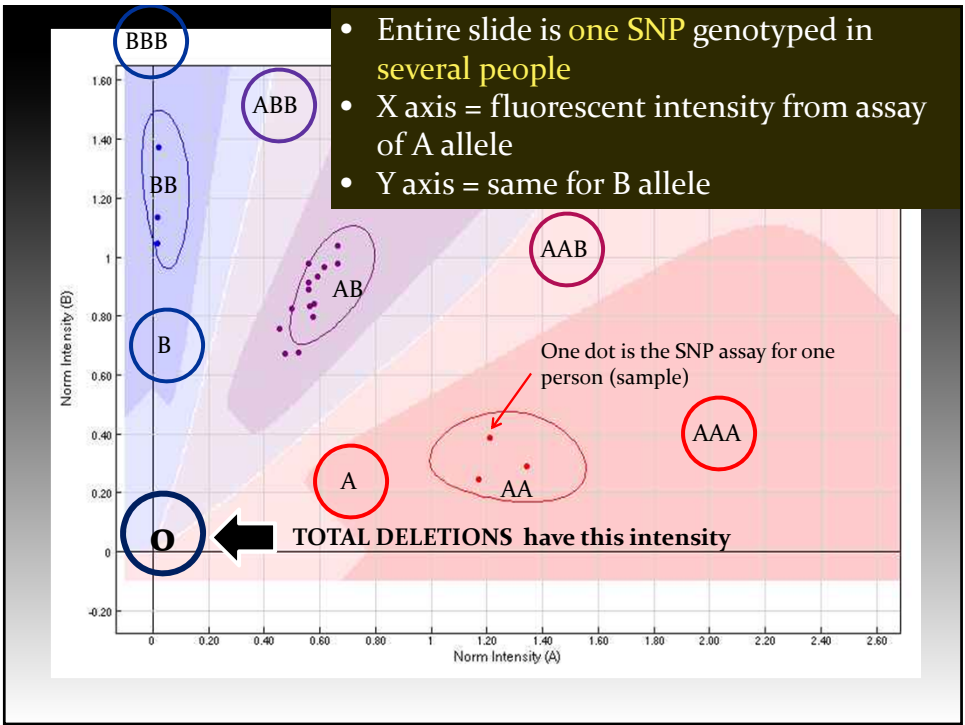 • Entire slide is one SNP genotyped in
several people
• X axis = fluorescent intensity from assay
of A allele
• Y axis = same for B allele
BBB
ABB
BB
AB
AAB
B
One dot is the SNP assay for one
person (sample)
AAA
A
AA
O
TOTAL DELETIONS have this intensity
Norm Intensity (B)
1.60
1.40
1.20
1.00
0.80
0.60
0.40
0.20
0
-0.20
0 0.20 0.40 0.60 0.80 1 1.20 1.40 1.60 1.80 2.00 2.20 2.40 2.60
Norm Intensity (A)